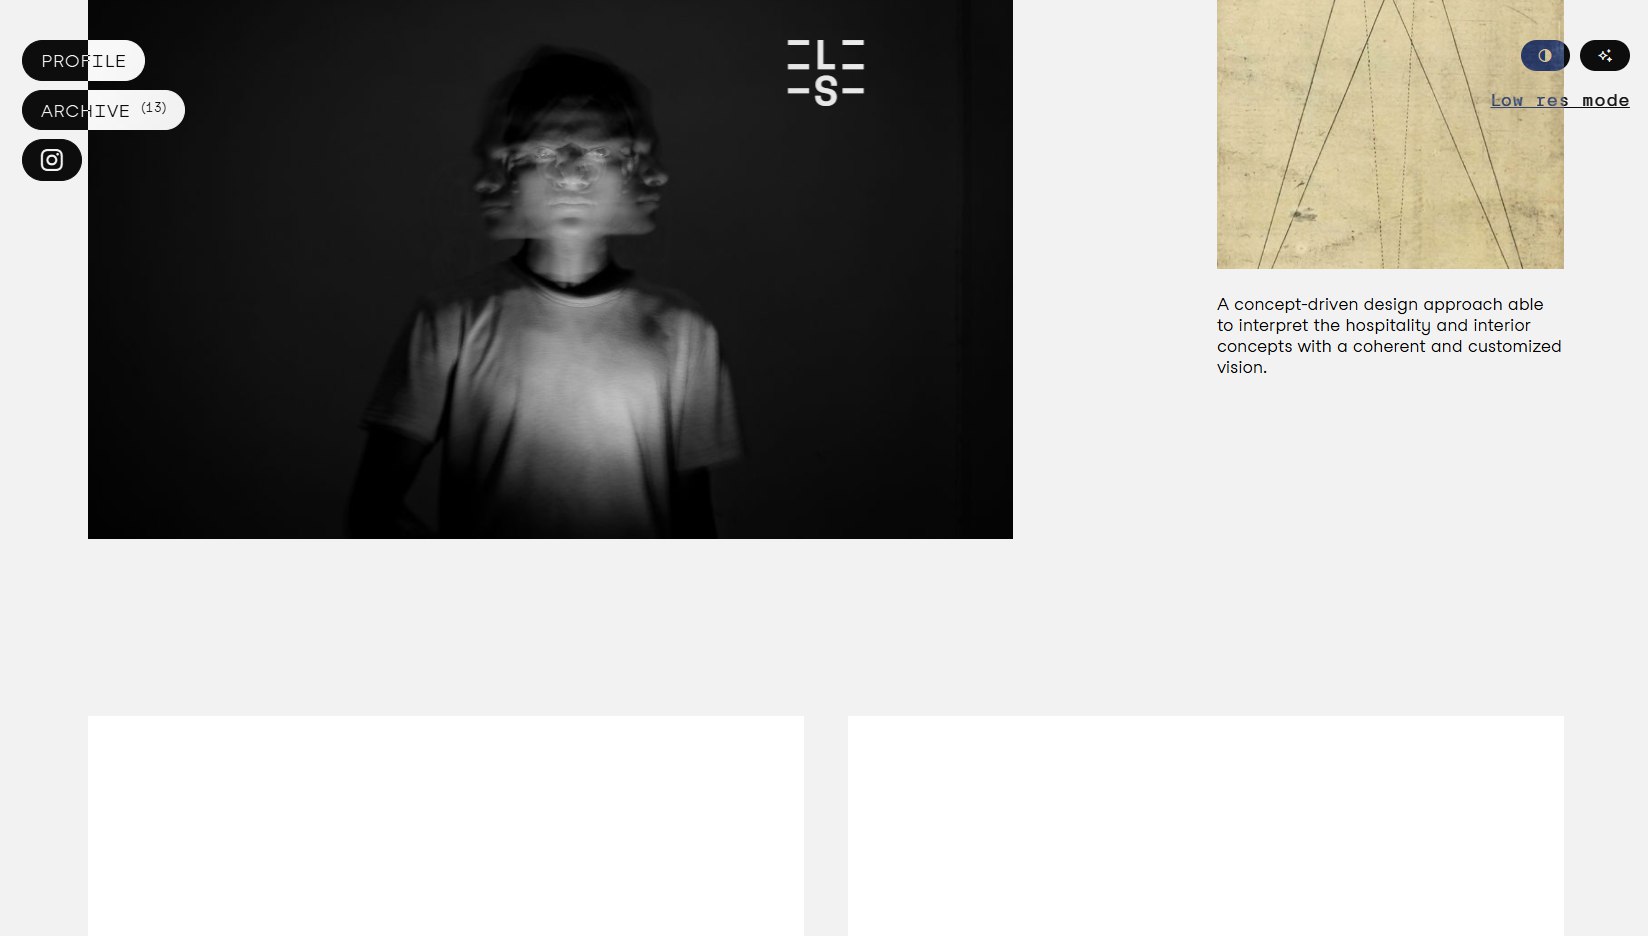 PROFILE
ARCHIVE (13)
L
S
Low res mode
A concept-driven design approach able
to interpret the hospitality and interior
concepts with a coherent and customized
vision.